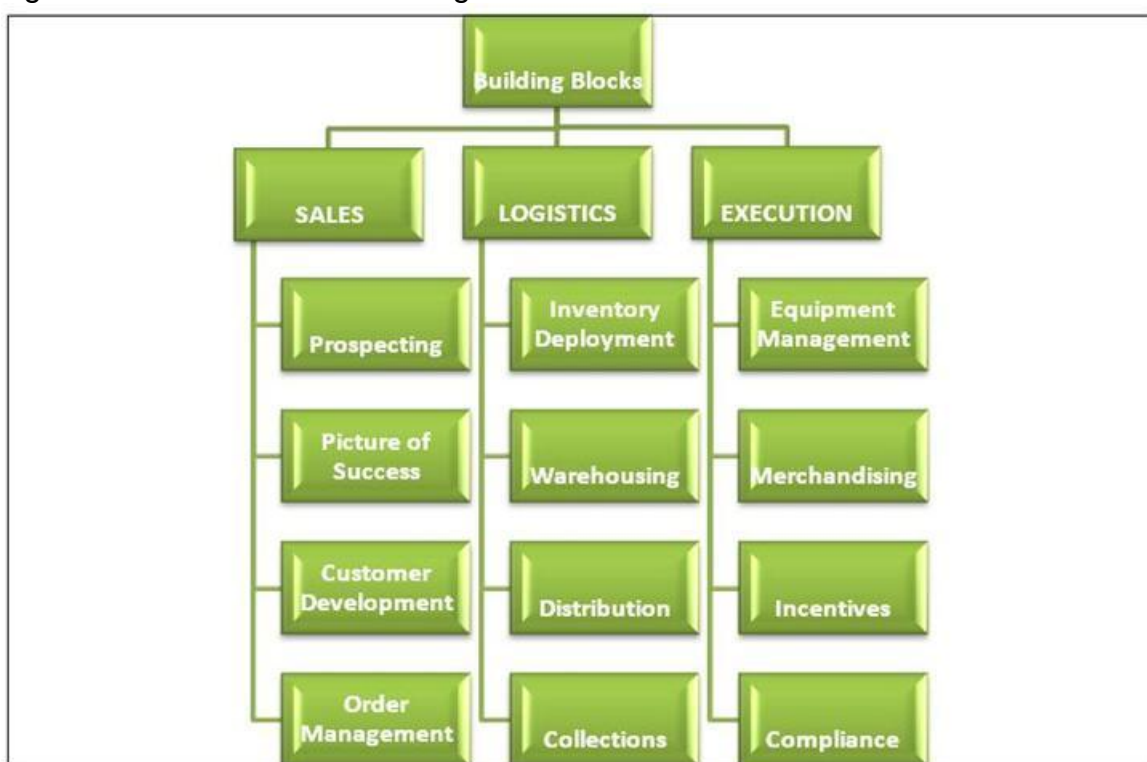 Building Blocks
SALES
LOGISTICS
EXECUTION
Prospecting
Inventory
Deployment
Equipment
Management
Picture of
Success
Warehousing
Merchandising
Customer
Development
Distribution
Incentives
Order
Management
Collections
Compliance